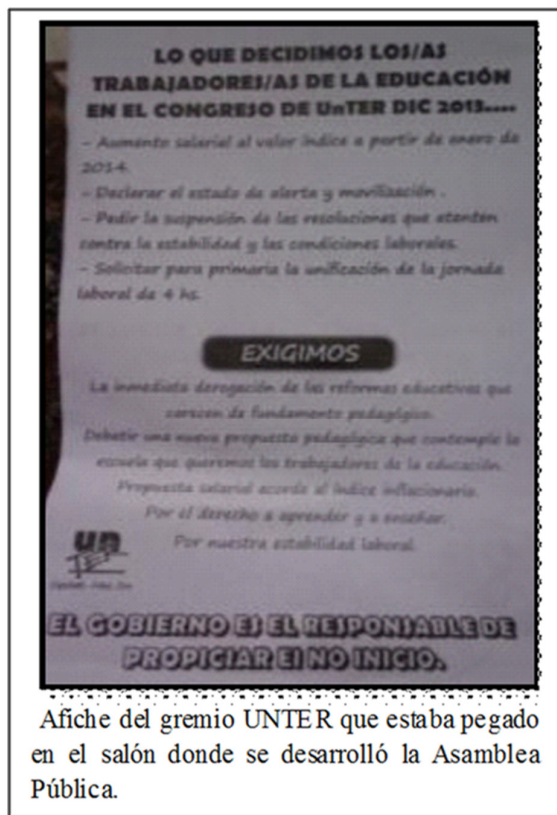 LO QUE DECIDIMOS LOS/AS
TRABAJADORES/AS DE LA EDUCACIÓN
EN EL CONGRESO DE UnTER DIC 2013....
- Aumento salarial al valor índice a partir de enero de
2014.
- Declarar el estado de alerta y movilización .
- Pedir la suspensión de las resoluciones que atenten
contra la estabilidad y las condiciones laborales.
- Solicitar para primaria la unificación de la jornada
laboral de 4 hs.
EXIGIMOS
La inmediata derogación de las reformas educativas que
carecen de fundamento pedagógico.
Debatir una nueva propuesta pedagógica que contemple la
escuela que queremos los trabajadores de la educación.
Propuesta salarial acorde al índice inflacionario.
Por el derecho a aprender y a enseñar.
Por nuestra estabilidad laboral.
un
TER
EL GOBIERNO ES EL RESPONSABLE DE
PROPICIAR El NO INICIO.
Afiche del gremio UNTER que estaba pegado
en el salón donde se desarrolló la Asamblea
Pública.